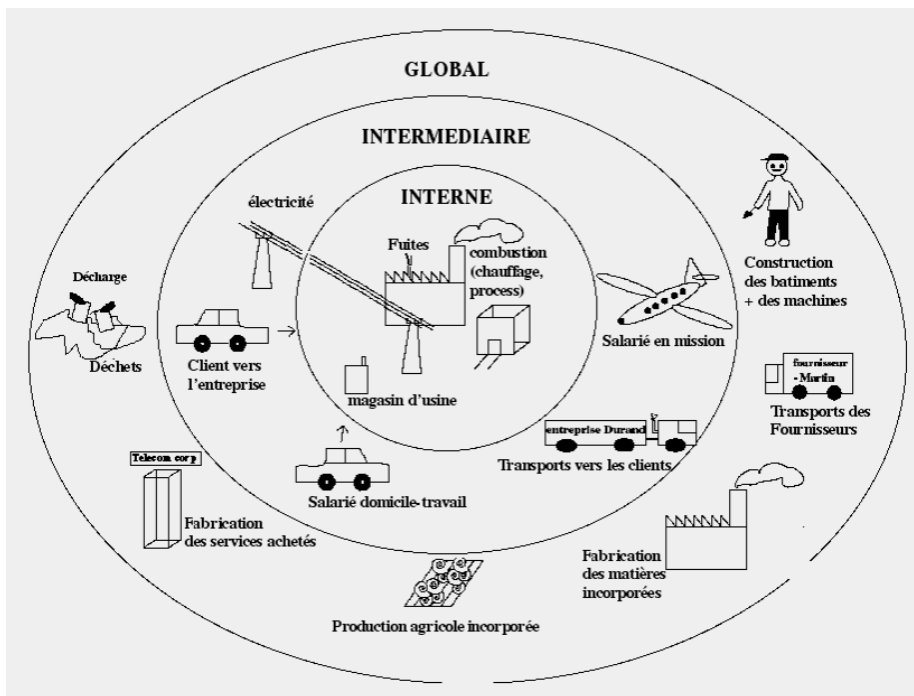 GLOBAL
INTERMEDIAIRE
INTERNE
électricité
Fuites
combustion
(chauffage,
process)
Construction
des batiments
+ des machines
Décharge
Déchets
Client vers
l'entreprise
Salarié en mission
magasin d'usine
fournisseur
- Martin
Transports des
Fournisseurs
entreprise Durand
Transports vers les clients
Telecom corp
Salarié domicile-travail
Fabrication
des services achetés
Fabrication
des matières
incorporées
Production agricole incorporée